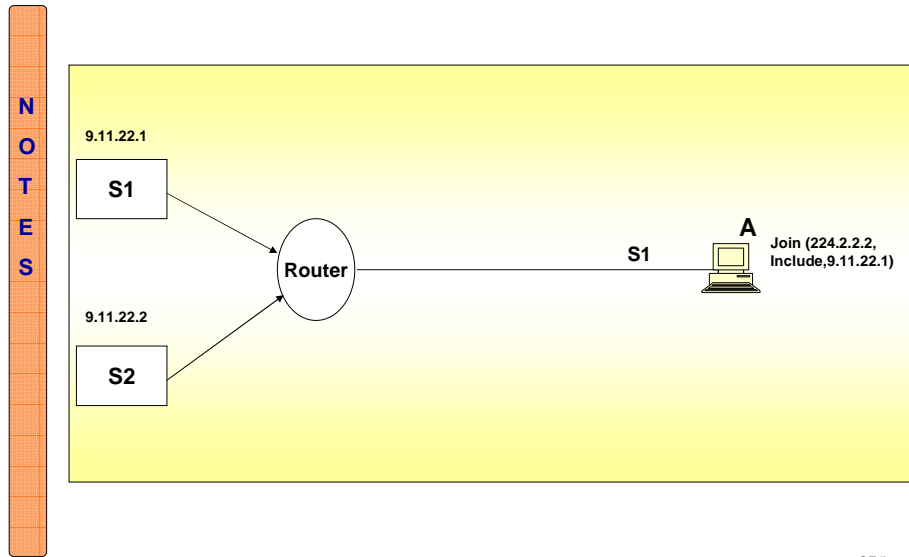 N
O
T
E
S
9.11.22.1
S1
Router
S1
A
Join (224.2.2.2,
Include,9.11.22.1)
9.11.22.2
S2